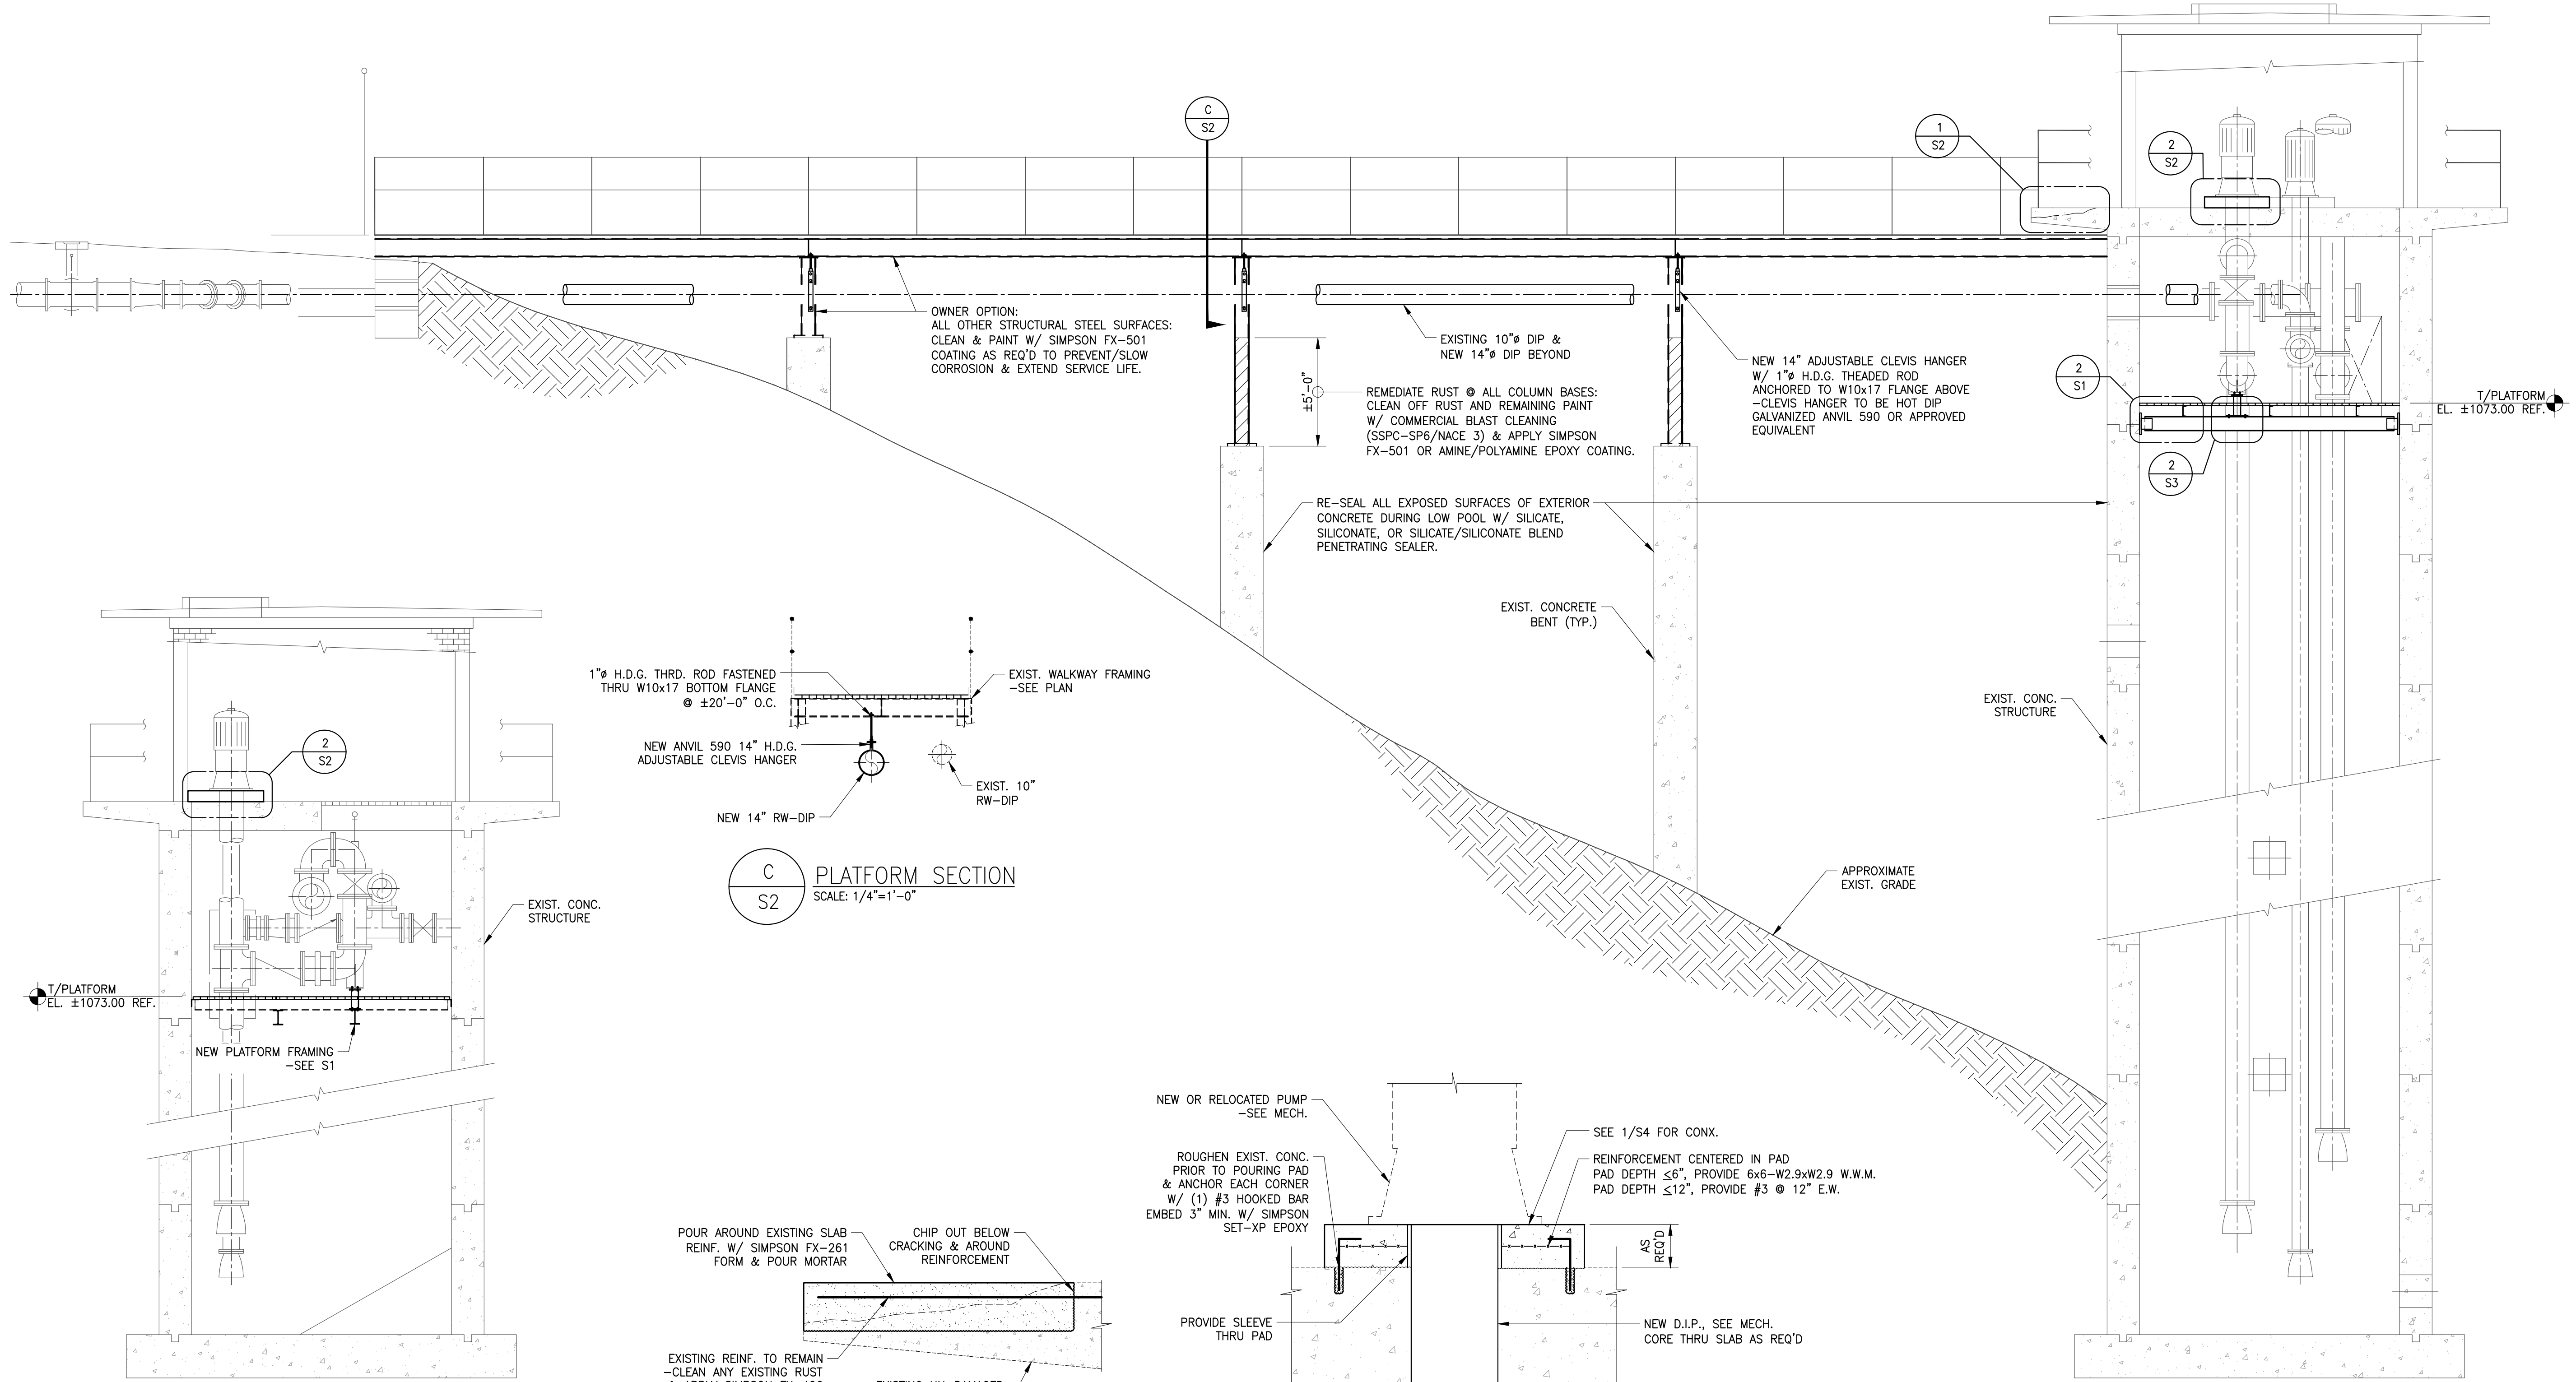 C
S2
1
S2
2
S2
OWNER OPTION:
ALL OTHER STRUCTURAL STEEL SURFACES:
CLEAN & PAINT W/ SIMPSON FX-501
COATING AS REQ'D TO PREVENT/SLOW
CORROSION & EXTEND SERVICE LIFE.
±5'-0"
EXISTING 10"ø DIP &
NEW 14"ø DIP BEYOND
REMEDIATE RUST @ ALL COLUMN BASES:
CLEAN OFF RUST AND REMAINING PAINT
W/ COMMERCIAL BLAST CLEANING
(SSPC-SP6/NACE 3) & APPLY SIMPSON
FX-501 OR AMINE/POLYAMINE EPOXY COATING.
NEW 14" ADJUSTABLE CLEVIS HANGER
W/ 1"ø H.D.G. THEADED ROD
ANCHORED TO W10x17 FLANGE ABOVE
-CLEVIS HANGER TO BE HOT DIP
GALVANIZED ANVIL 590 OR APPROVED
EQUIVALENT
2
S1
2
S3
T/PLATFORM
EL. ±1073.00 REF.
RE-SEAL ALL EXPOSED SURFACES OF EXTERIOR
CONCRETE DURING LOW POOL W/ SILICATE,
SILICONATE, OR SILICATE/SILICONATE BLEND
PENETRATING SEALER.
EXIST. CONCRETE
BENT (TYP.)
EXIST. CONC.
STRUCTURE
APPROXIMATE
EXIST. GRADE
2
S2
EXIST. CONC.
STRUCTURE
T/PLATFORM
EL. ±1073.00 REF.
NEW PLATFORM FRAMING
-SEE S1
1"ø H.D.G. THRD. ROD FASTENED
THRU W10x17 BOTTOM FLANGE
@ ±20'-0" O.C.
EXIST. WALKWAY FRAMING
-SEE PLAN
NEW ANVIL 590 14" H.D.G.
ADJUSTABLE CLEVIS HANGER
EXIST. 10"
RW-DIP
NEW 14" RW-DIP
C
S2
PLATFORM SECTION
SCALE: 1/4"=1'-0"
POUR AROUND EXISTING SLAB
REINF. W/ SIMPSON FX-261
FORM & POUR MORTAR
CHIP OUT BELOW
CRACKING & AROUND
REINFORCEMENT
EXISTING REINF. TO REMAIN
-CLEAN ANY EXISTING RUST
NEW OR RELOCATED PUMP
-SEE MECH.
ROUGHEN EXIST. CONC.
PRIOR TO POURING PAD
& ANCHOR EACH CORNER
W/ (1) #3 HOOKED BAR
EMBED 3" MIN. W/ SIMPSON
SET-XP EPOXY
SEE 1/S4 FOR CONX.
REINFORCEMENT CENTERED IN PAD
PAD DEPTH ≤6", PROVIDE 6x6-W2.9xW2.9 W.W.M.
PAD DEPTH ≤12", PROVIDE #3 @ 12" E.W.
AS
REQ'D
PROVIDE SLEEVE
THRU PAD
NEW D.I.P., SEE MECH.
CORE THRU SLAB AS REQ'D